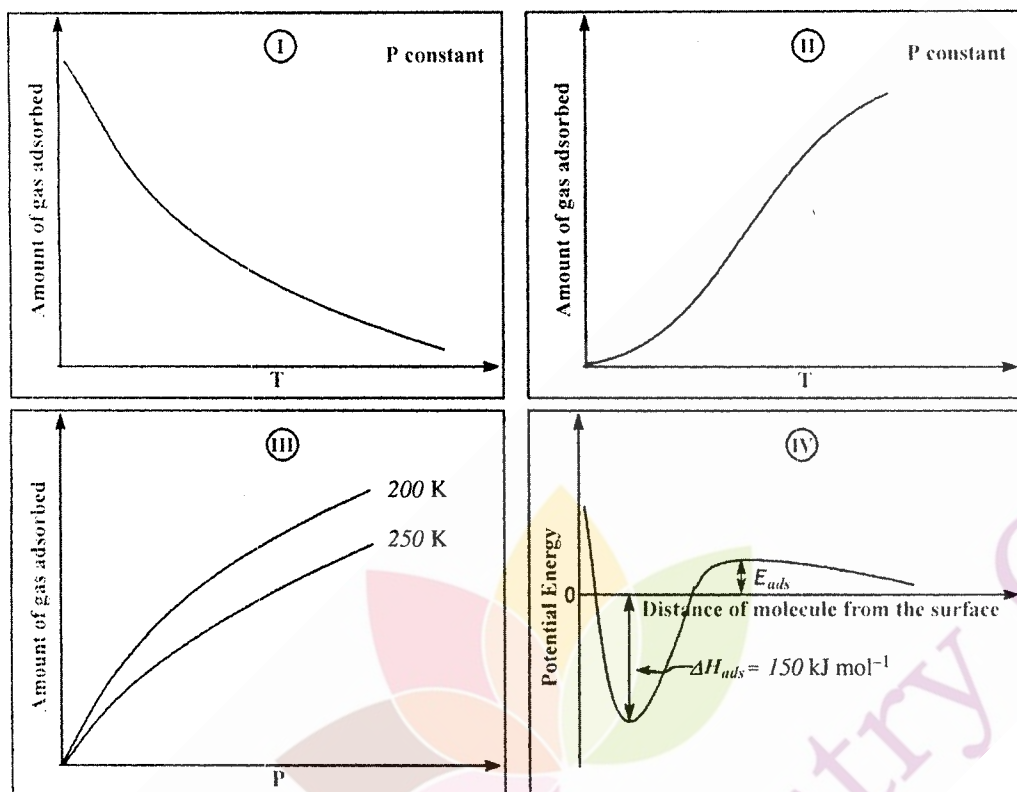 I
P constant
Amount of gas adsorbed
T
II
P constant
Amount of gas adsorbed
T
III
200 K
250 K
Amount of gas adsorbed
P
IV
Potential Energy
0
E_ads
Distance of molecule from the surface
ΔH_ads = 150 kJ mol⁻¹